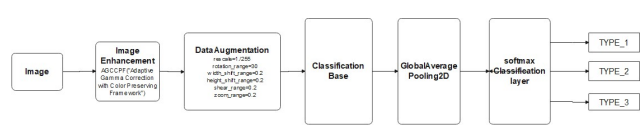 Image
Image
Enhancement
AGCCPF("Adaptive
Gamma Correction
with Color Preserving
Framework")
Data Augmentation
rescale=1./255
rotation_range=30
width_shift_range=0.2
height_shift_range=0.2
shear_range=0.2
zoom_range=0.2
Classification
Base
GlobalAverage
Pooling2D
softmax
Classification
layer
TYPE_1
TYPE_2
TYPE_3